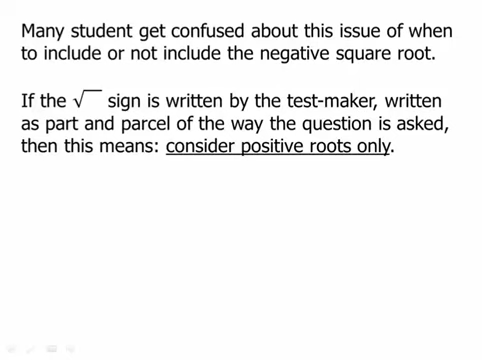 Many student get confused about this issue of when
to include or not include the negative square root.
If the √ sign is written by the test-maker, written
as part and parcel of the way the question is asked,
then this means: consider positive roots only.